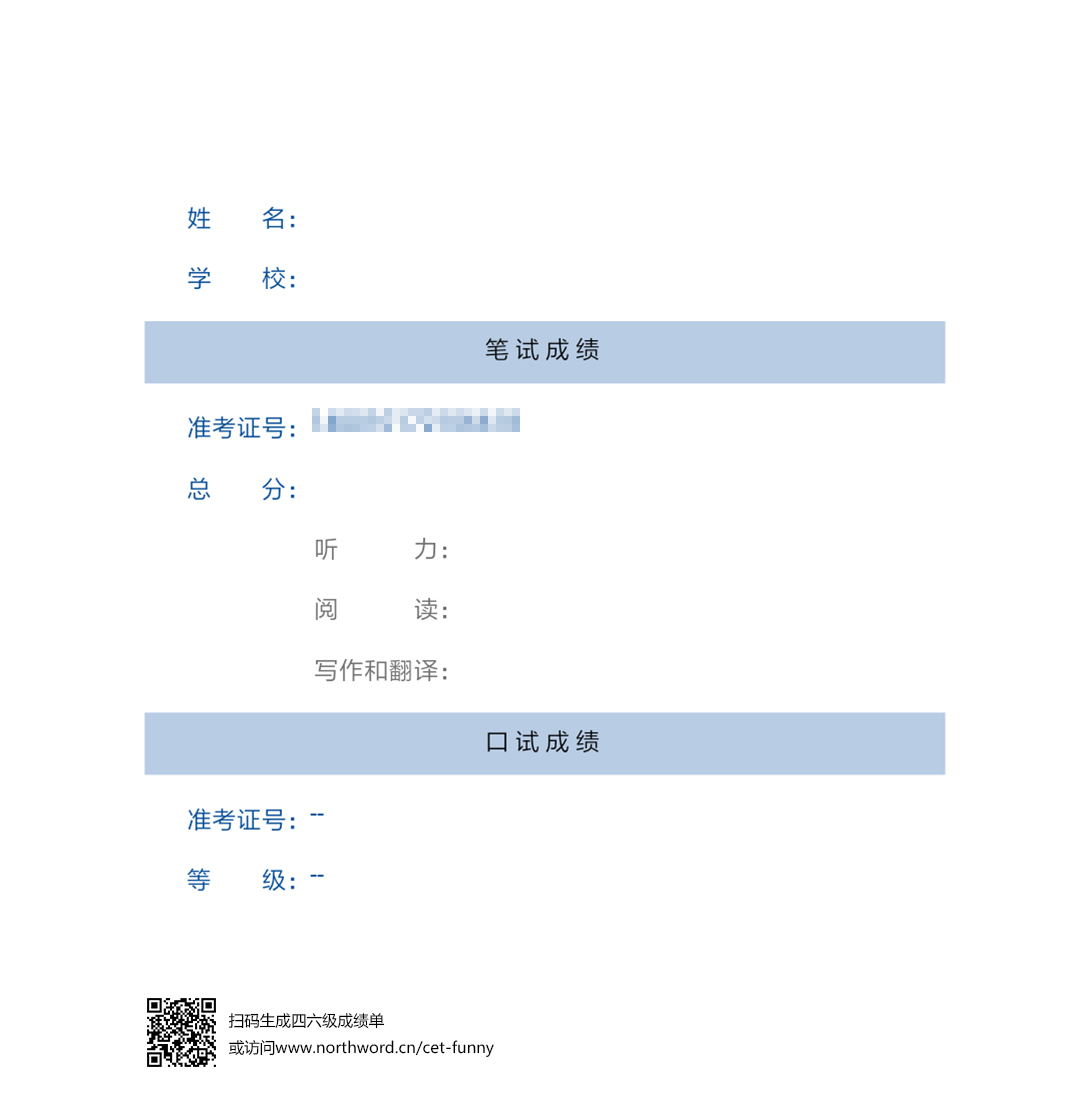 姓 名：
学 校：
笔试成绩
准考证号：
总 分：
听 力：
阅 读：
写作和翻译：
口试成绩
准考证号： --
等 级： --
扫码生成四六级成绩单
或访问www.northword.cn/cet-funny